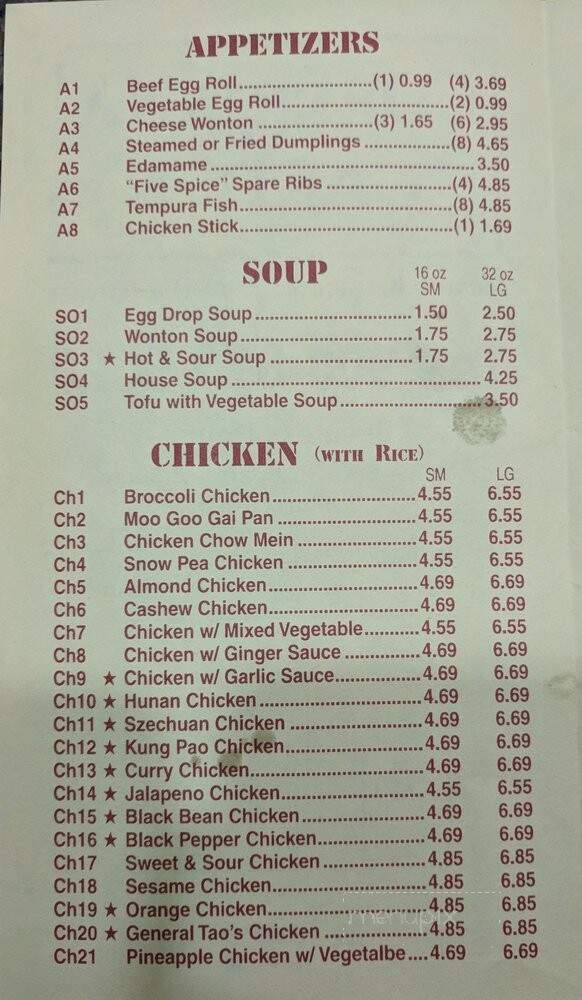 APPETIZERS
A1 Beef Egg Roll..............................(1) 0.99 (4) 3.69
A2 Vegetable Egg Roll......................................(2) 0.99
A3 Cheese Wonton ..........................(3) 1.65 (6) 2.95
A4 Steamed or Fried Dumplings ...................(8) 4.65
A5 Edamame ......................................................... 3.50
A6 “Five Spice” Spare Ribs ...........................(4) 4.85
A7 Tempura Fish..............................................(8) 4.85
A8 Chicken Stick..............................................(1) 1.69
SOUP
16 oz 32 oz
SM LG
SO1 Egg Drop Soup ..................................1.50 2.50
SO2 Wonton Soup.....................................1.75 2.75
SO3 ★ Hot & Sour Soup ...............................1.75 2.75
SO4 House Soup ...................................................... 4.25
SO5 Tofu with Vegetable Soup...............................3.50
CHICKEN (WITH RICE)
SM LG
Ch1 Broccoli Chicken...............................4.55 6.55
Ch2 Moo Goo Gai Pan ..............................4.55 6.55
Ch3 Chicken Chow Mein ..........................4.55 6.55
Ch4 Snow Pea Chicken ............................4.55 6.55
Ch5 Almond Chicken.................................4.69 6.69
Ch6 Cashew Chicken................................4.69 6.69
Ch7 Chicken w/ Mixed Vegetable............4.55 6.55
Ch8 Chicken w/ Ginger Sauce ................4.69 6.69
Ch9 ★ Chicken w/ Garlic Sauce...................4.69 6.69
Ch10 ★ Hunan Chicken ...................................4.69 6.69
Ch11 ★ Szechuan Chicken .............................4.69 6.69
Ch12 ★ Kung Pao Chicken..............................4.69 6.69
Ch13 ★ Curry Chicken......................................4.69 6.69
Ch14 ★ Jalapeno Chicken................................4.55 6.55
Ch15 ★ Black Bean Chicken............................4.69 6.69
Ch16 ★ Black Pepper Chicken........................4.69 6.69
Ch17 Sweet & Sour Chicken .......................4.85 6.85
Ch18 Sesame Chicken..................................4.85 6.85
Ch19 ★ Orange Chicken...................................4.85 6.85
Ch20 ★ General Tao's Chicken .......................4.85 6.85
Ch21 Pineapple Chicken w/ Vegetalbe....4.69 6.69